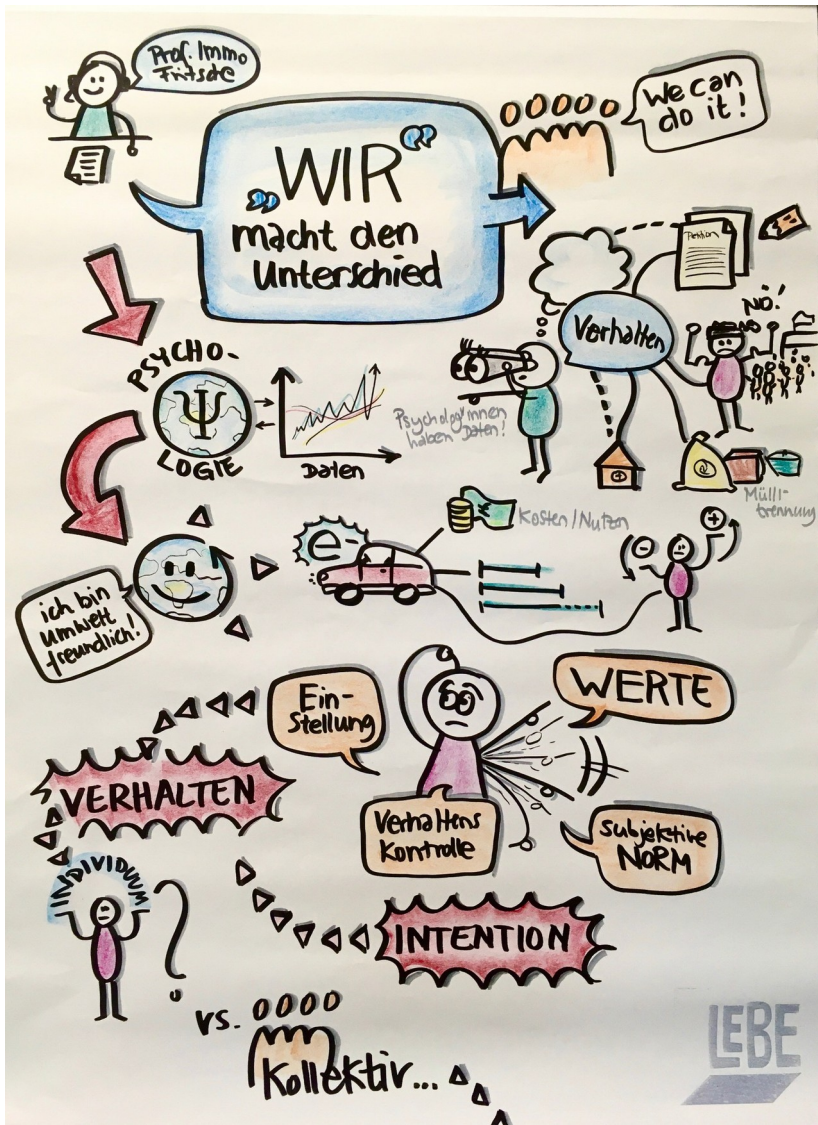 Prof. Immo
Fritsche
We can
do it!
„WIR“
macht den
Unterschied
Petition
Verhalten
NÖ!
PSYCHO-
Ψ
LOGIE
Daten
Psycholog*innen
haben Daten!
Müll-
trennung
Kosten/Nutzen
e-
+
-
ich bin
umwelt
freundlich!
Ein-
stellung
WERTE
VERHALTEN
Verhaltens
Kontrolle
Subjektive
NORM
INDIVIDUUM
?
INTENTION
vs.
Kollektiv...
LEBE